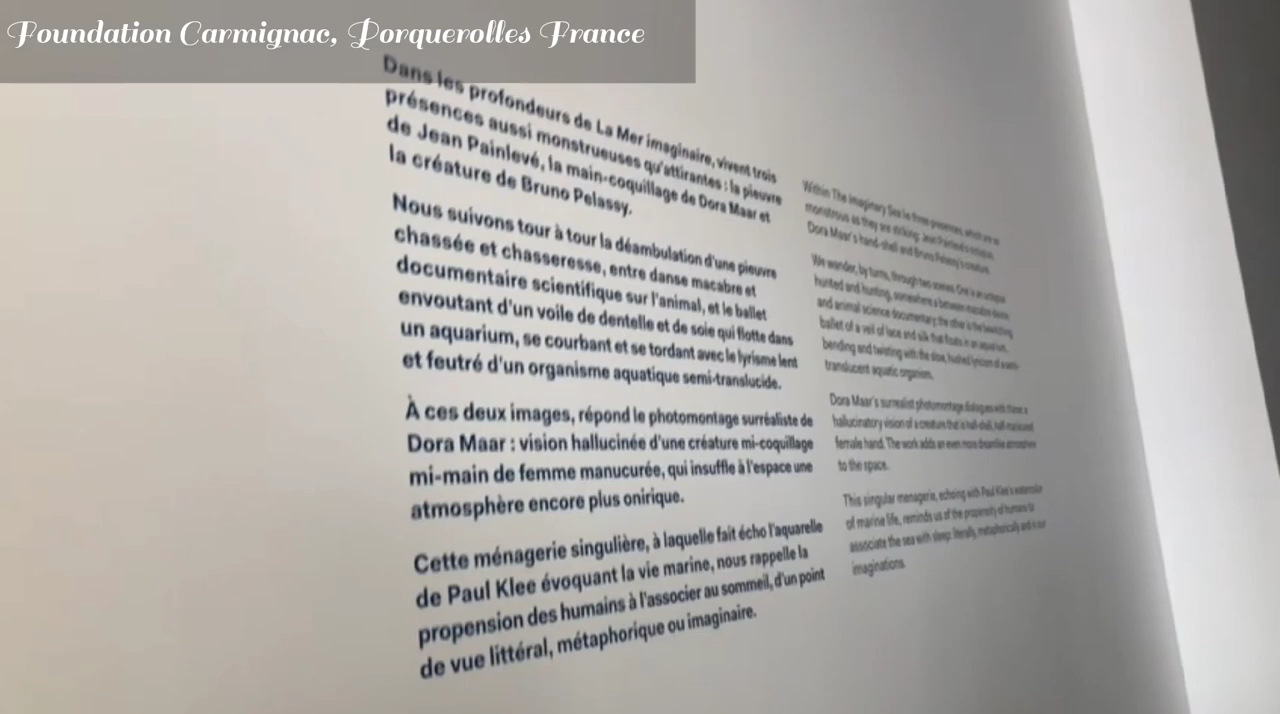 Foundation Carmignac, Porquerolles France
Dans les profondeurs de La Mer imaginaire, vivent trois
présences aussi monstrueuses qu'attirantes : la pieuvre
de Jean Painlevé, la main-coquillage de Dora Maar et
la créature de Bruno Pelassy.
Nous suivons tour à tour la déambulation d'une pieuvre
chassée et chasseresse, entre danse macabre et
documentaire scientifique sur l'animal, et le ballet
envoutant d'un voile de dentelle et de soie qui flotte dans
un aquarium, se courbant et se tordant avec le lyrisme lent
et feutré d'un organisme aquatique semi-translucide.
À ces deux images, répond le photomontage surréaliste de
Dora Maar : vision hallucinée d'une créature mi-coquillage
mi-main de femme manucurée, qui insuffle à l'espace une
atmosphère encore plus onirique.
Cette ménagerie singulière, à laquelle fait écho l'aquarelle
de Paul Klee évoquant la vie marine, nous rappelle la
propension des humains à l'associer au sommeil, d'un point
de vue littéral, métaphorique ou imaginaire.
Within The Imaginary Sea lie three presences, which are as
monstrous as they are striking: Jean Painlevé's octopus,
Dora Maar's hand-shell and Bruno Pelassy's creature.
We wander, by turns, through two scenes. One is an octopus
hunted and hunting, somewhere a between macabre dance
and animal science documentary; the other is the bewitching
ballet of a veil of lace and silk that floats in an aquarium,
bending and twisting with the slow, hushed lyricism of a semi-
translucent aquatic organism.
Dora Maar's surrealist photomontage dialogues with these: a
hallucinatory vision of a creature that is half-shell, half-manicured
female hand. The work adds an even more dreamlike atmosphere
to the space.
This singular menagerie, echoing with Paul Klee's watercolor
of marine life, reminds us of the propensity of humans to
associate the sea with sleep: literally, metaphorically and in our
imaginations.